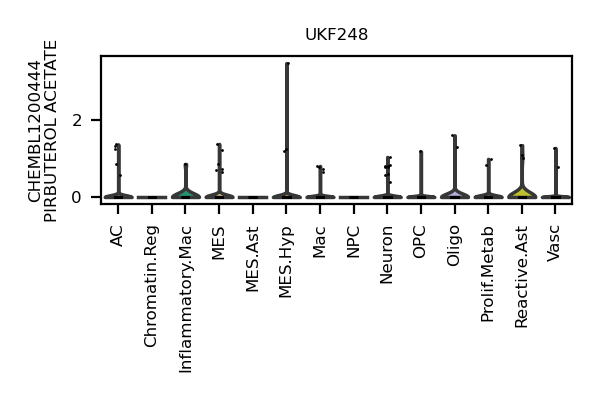 UKF248
CHEMBL1200444
PIRBUTEROL ACETATE
2
0
AC
Chromatin.Reg
Inflammatory.Mac
MES
MES.Ast
MES.Hyp
Mac
NPC
Neuron
OPC
Oligo
Prolif.Metab
Reactive.Ast
Vasc